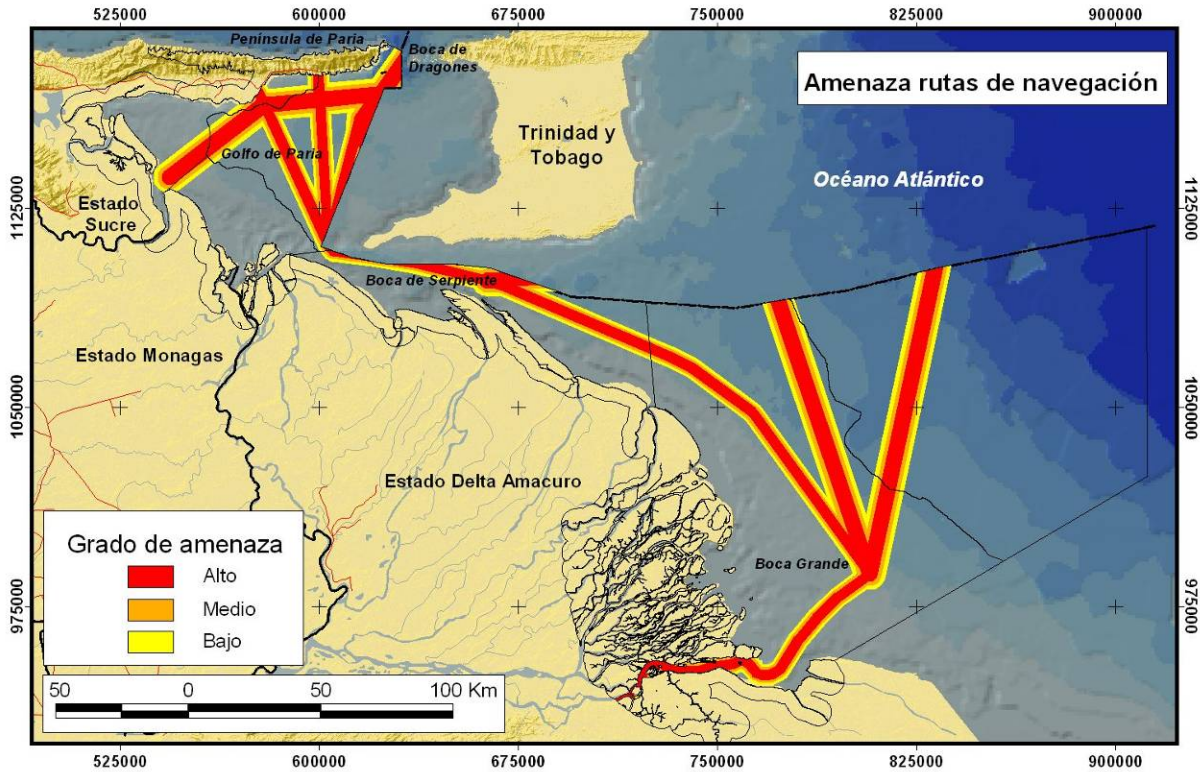 525000 600000 675000 750000 825000 900000
Península de Paria
Boca de
Dragones
Amenaza rutas de navegación
Trinidad y
Tobago
Golfo de Paria
Océano Atlántico
Estado
Sucre
1125000
1125000
Boca de Serpiente
Estado Monagas
1050000
1050000
Estado Delta Amacuro
Grado de amenaza
Alto
Medio
Bajo
Boca Grande
975000
975000
50 0 50 100 Km
525000 600000 675000 750000 825000 900000